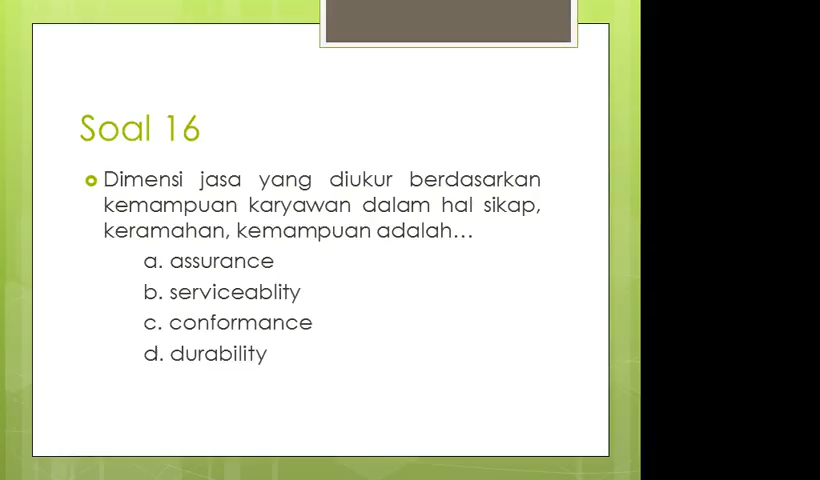 Soal 16
Dimensi jasa yang diukur berdasarkan
kemampuan karyawan dalam hal sikap,
keramahan, kemampuan adalah…
a. assurance
b. serviceablity
c. conformance
d. durability